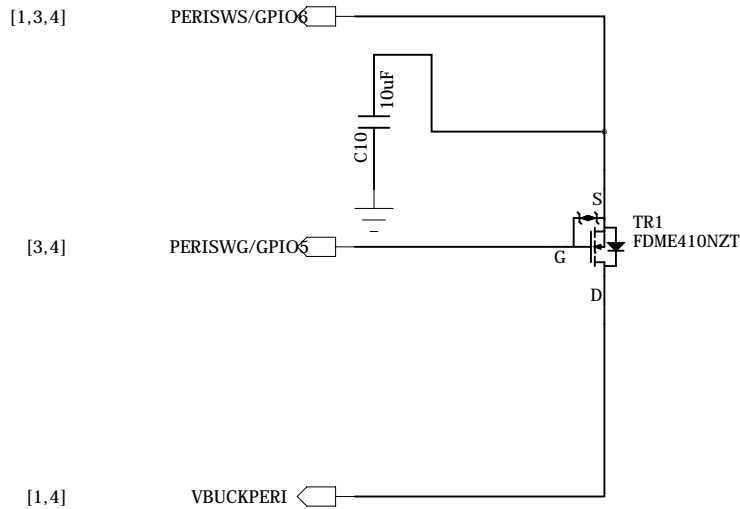 [1,3,4] PERISWS/GPIO6
10uF
C10
S
TR1
FDME410NZT
[3,4] PERISWG/GPIO5
G
D
[1,4] VBUCKPERI